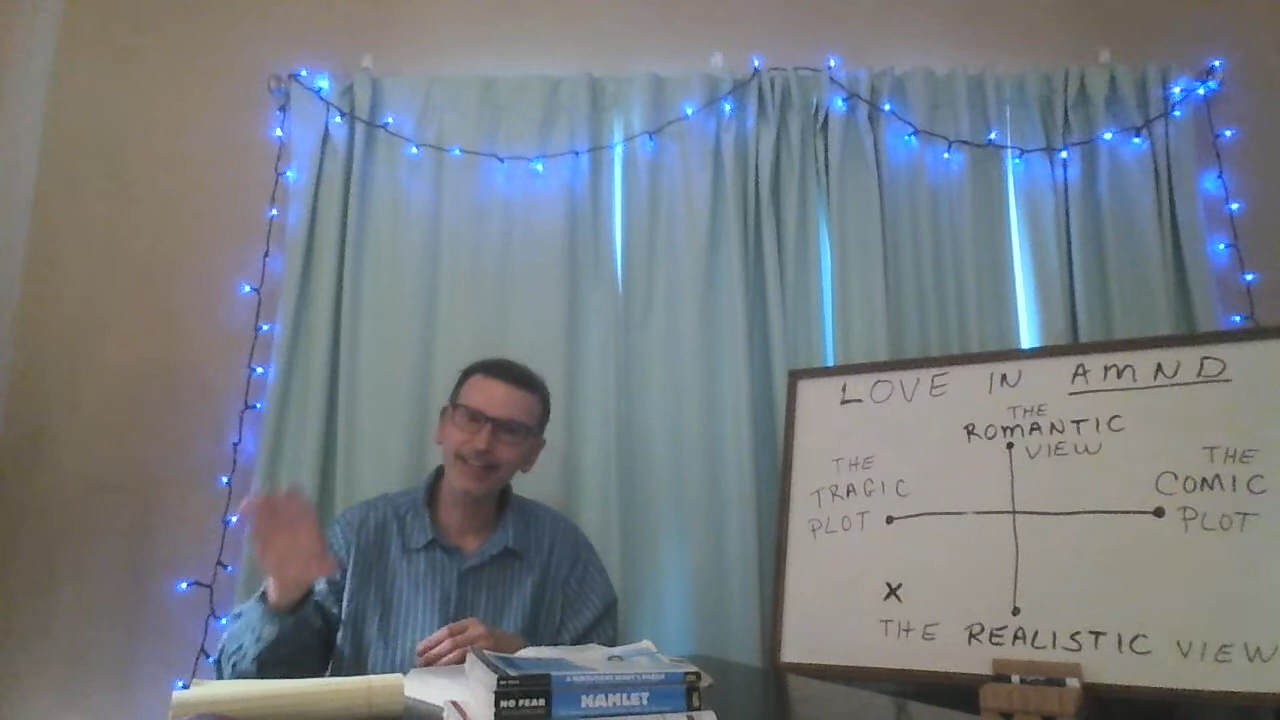 LOVE IN AMND
THE
ROMANTIC
VIEW
THE
TRAGIC
PLOT
THE
COMIC
PLOT
X
THE REALISTIC VIEW
NO FEAR HAMLET